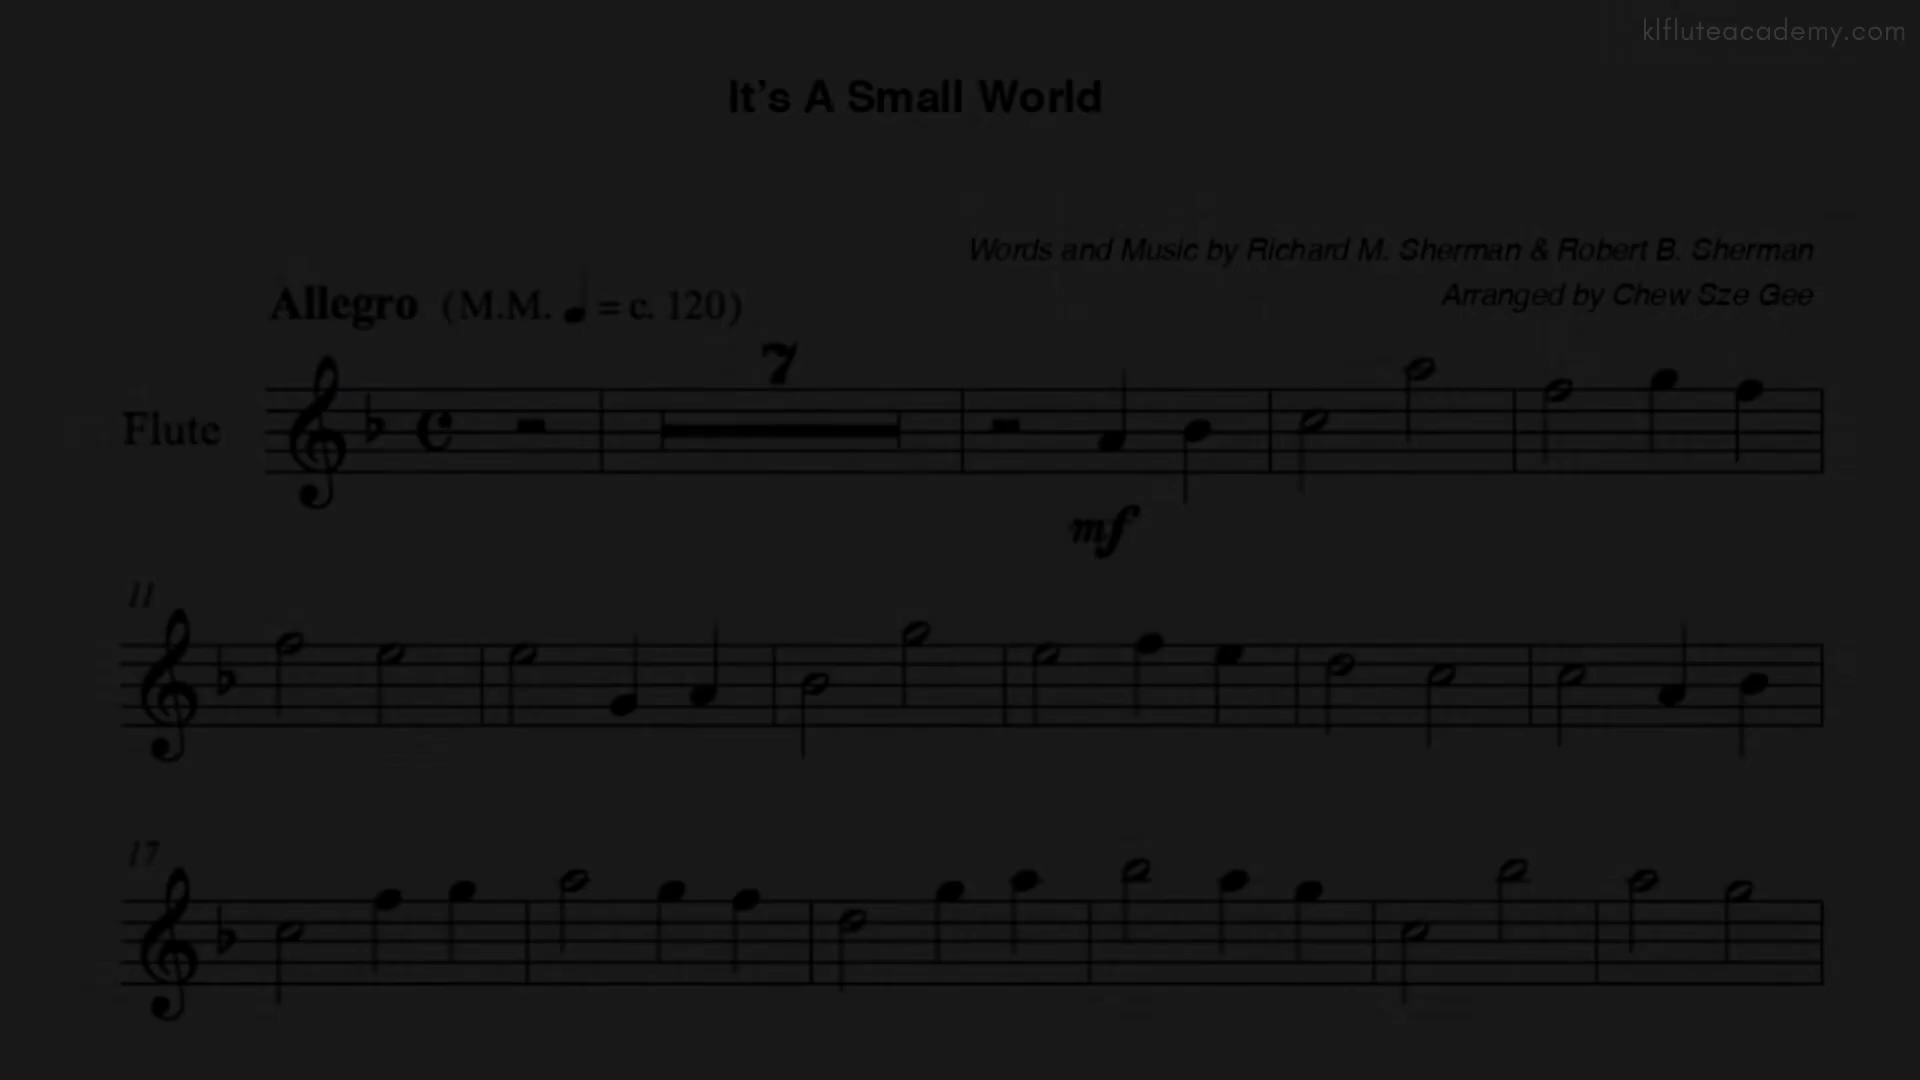 klfluteacademy.com
It's A Small World
Words and Music by Richard M. Sherman & Robert B. Sherman
Arranged by Chew Sze Gee
Allegro (M.M. ♩ = c. 120)
7
Flute
mf
11
17